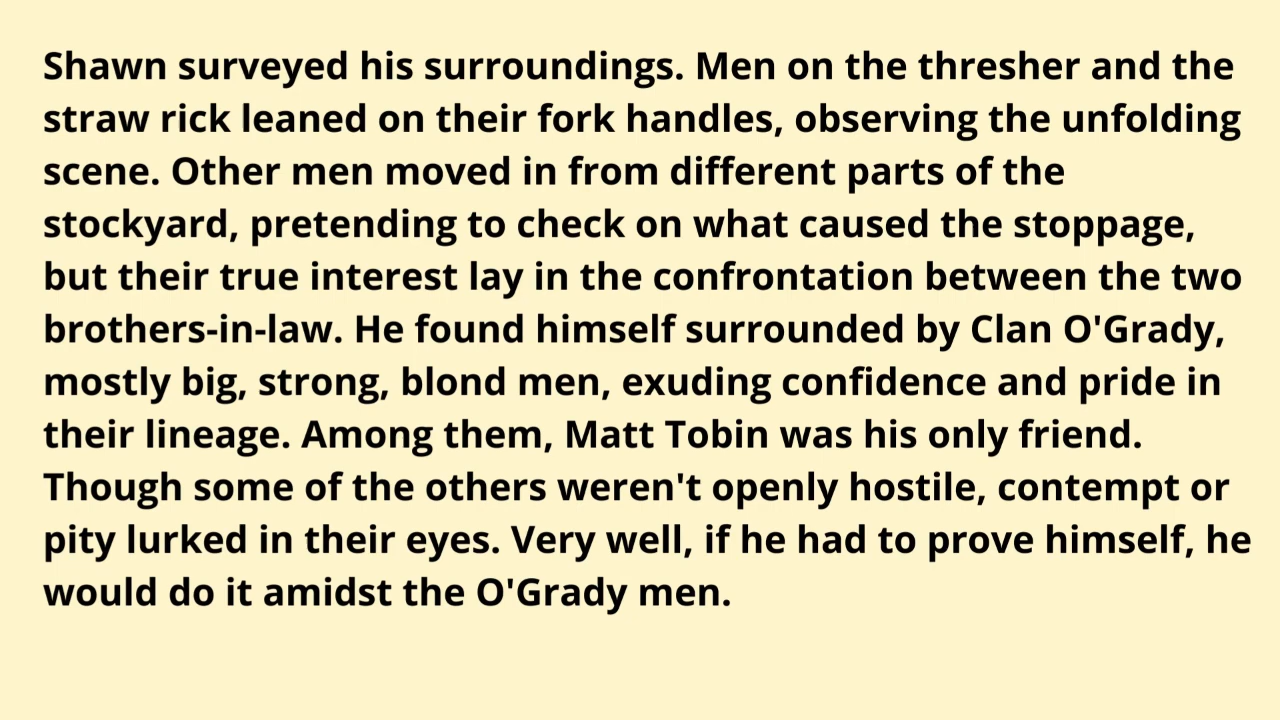 Shawn surveyed his surroundings. Men on the thresher and the
straw rick leaned on their fork handles, observing the unfolding
scene. Other men moved in from different parts of the
stockyard, pretending to check on what caused the stoppage,
but their true interest lay in the confrontation between the two
brothers-in-law. He found himself surrounded by Clan O'Grady,
mostly big, strong, blond men, exuding confidence and pride in
their lineage. Among them, Matt Tobin was his only friend.
Though some of the others weren't openly hostile, contempt or
pity lurked in their eyes. Very well, if he had to prove himself, he
would do it amidst the O'Grady men.